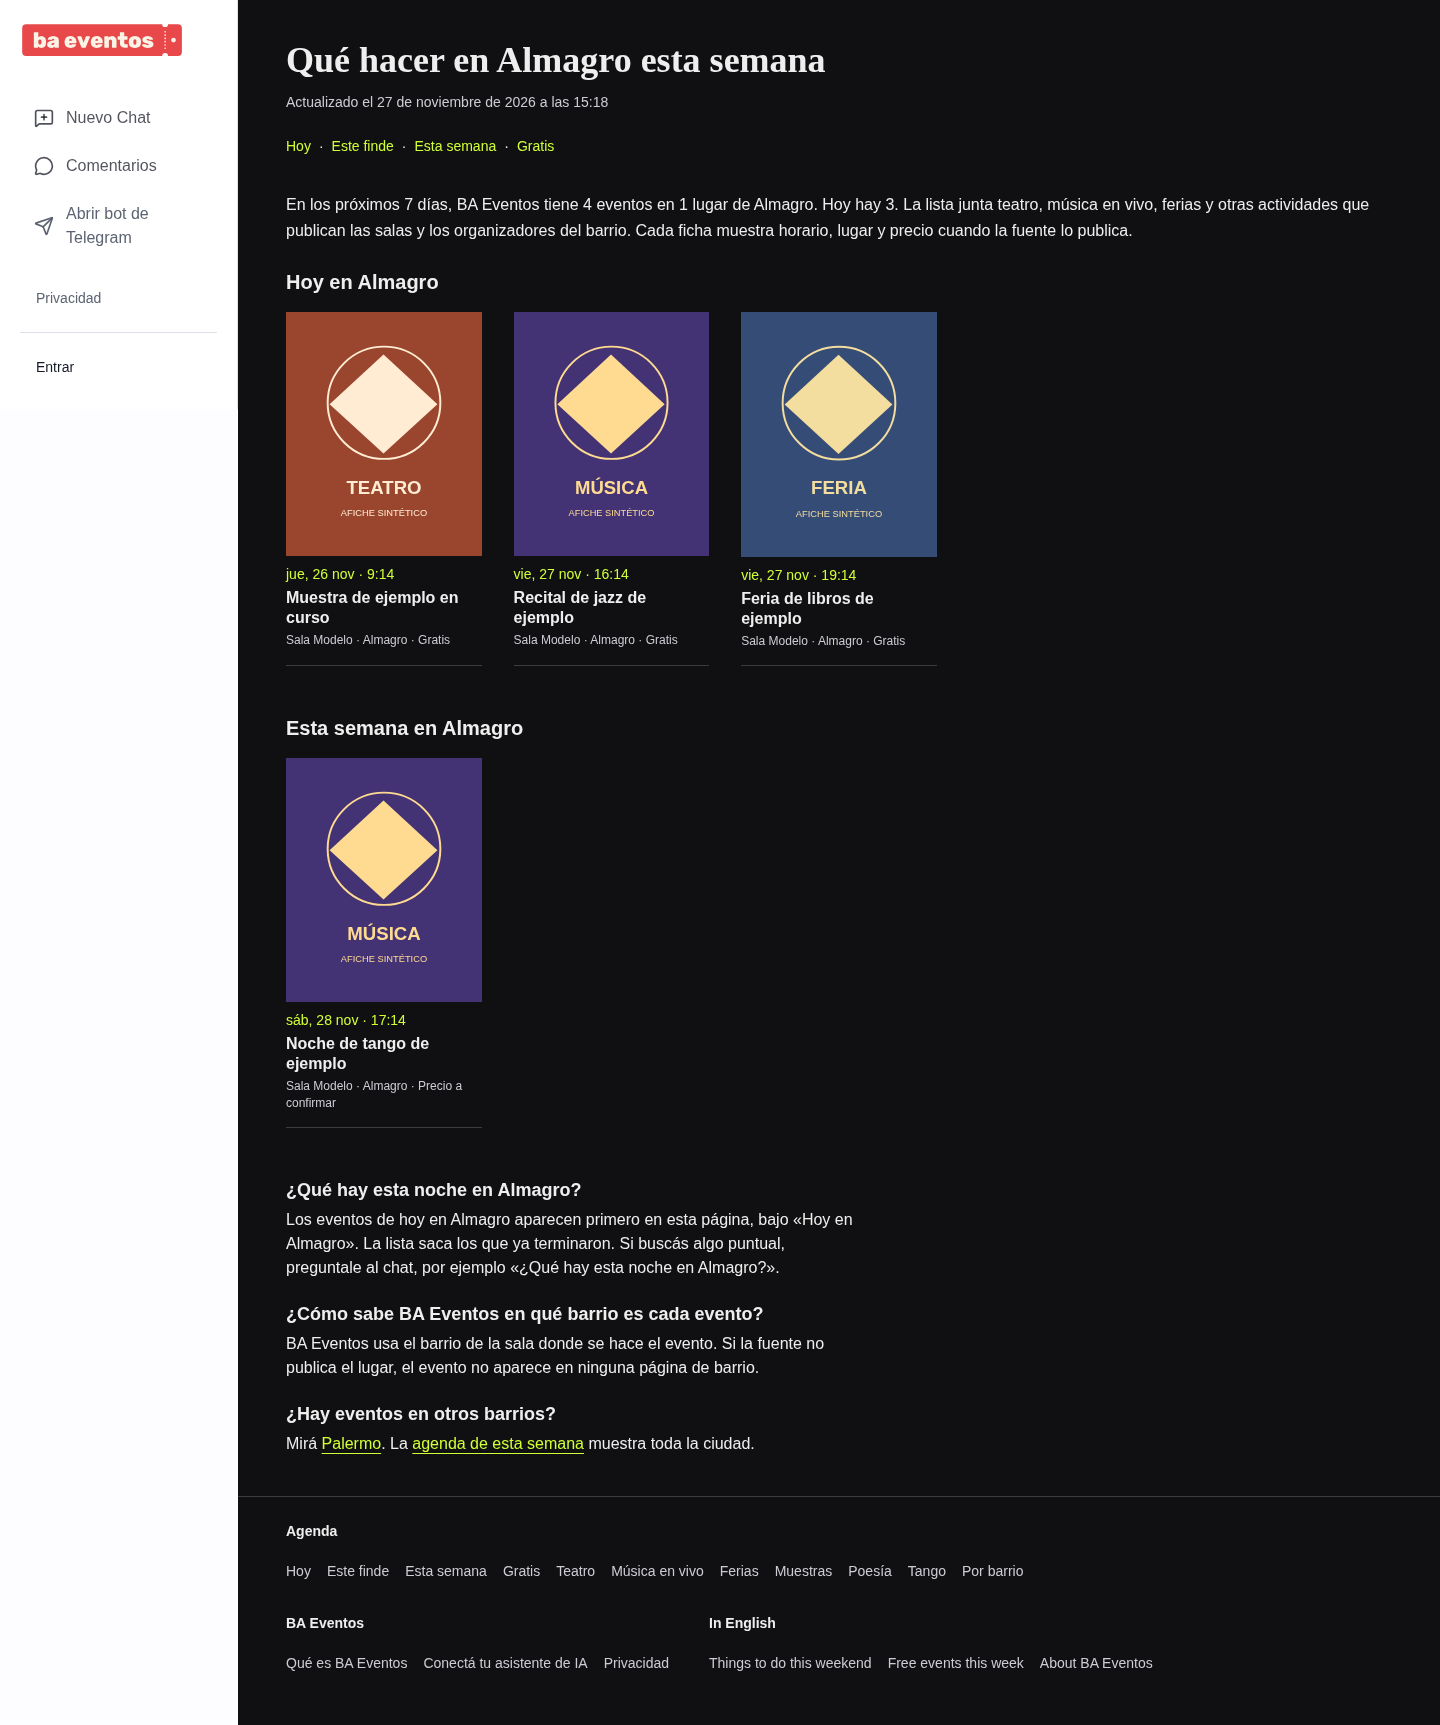 ba eventos
Nuevo Chat
Comentarios
Abrir bot de
Telegram
Privacidad
Entrar
Qué hacer en Almagro esta semana
Actualizado el 27 de noviembre de 2026 a las 15:18
Hoy · Este finde · Esta semana · Gratis
En los próximos 7 días, BA Eventos tiene 4 eventos en 1 lugar de Almagro. Hoy hay 3. La lista junta teatro, música en vivo, ferias y otras actividades que
publican las salas y los organizadores del barrio. Cada ficha muestra horario, lugar y precio cuando la fuente lo publica.
Hoy en Almagro
TEATRO
AFICHE SINTÉTICO
jue, 26 nov · 9:14
Muestra de ejemplo en
curso
Sala Modelo · Almagro · Gratis
MÚSICA
AFICHE SINTÉTICO
vie, 27 nov · 16:14
Recital de jazz de
ejemplo
Sala Modelo · Almagro · Gratis
FERIA
AFICHE SINTÉTICO
vie, 27 nov · 19:14
Feria de libros de
ejemplo
Sala Modelo · Almagro · Gratis
Esta semana en Almagro
MÚSICA
AFICHE SINTÉTICO
sáb, 28 nov · 17:14
Noche de tango de
ejemplo
Sala Modelo · Almagro · Precio a
confirmar
¿Qué hay esta noche en Almagro?
Los eventos de hoy en Almagro aparecen primero en esta página, bajo «Hoy en
Almagro». La lista saca los que ya terminaron. Si buscás algo puntual,
preguntale al chat, por ejemplo «¿Qué hay esta noche en Almagro?».
¿Cómo sabe BA Eventos en qué barrio es cada evento?
BA Eventos usa el barrio de la sala donde se hace el evento. Si la fuente no
publica el lugar, el evento no aparece en ninguna página de barrio.
¿Hay eventos en otros barrios?
Mirá Palermo. La agenda de esta semana muestra toda la ciudad.
Agenda
Hoy Este finde Esta semana Gratis Teatro Música en vivo Ferias Muestras Poesía Tango Por barrio
BA Eventos
Qué es BA Eventos Conectá tu asistente de IA Privacidad
In English
Things to do this weekend Free events this week About BA Eventos